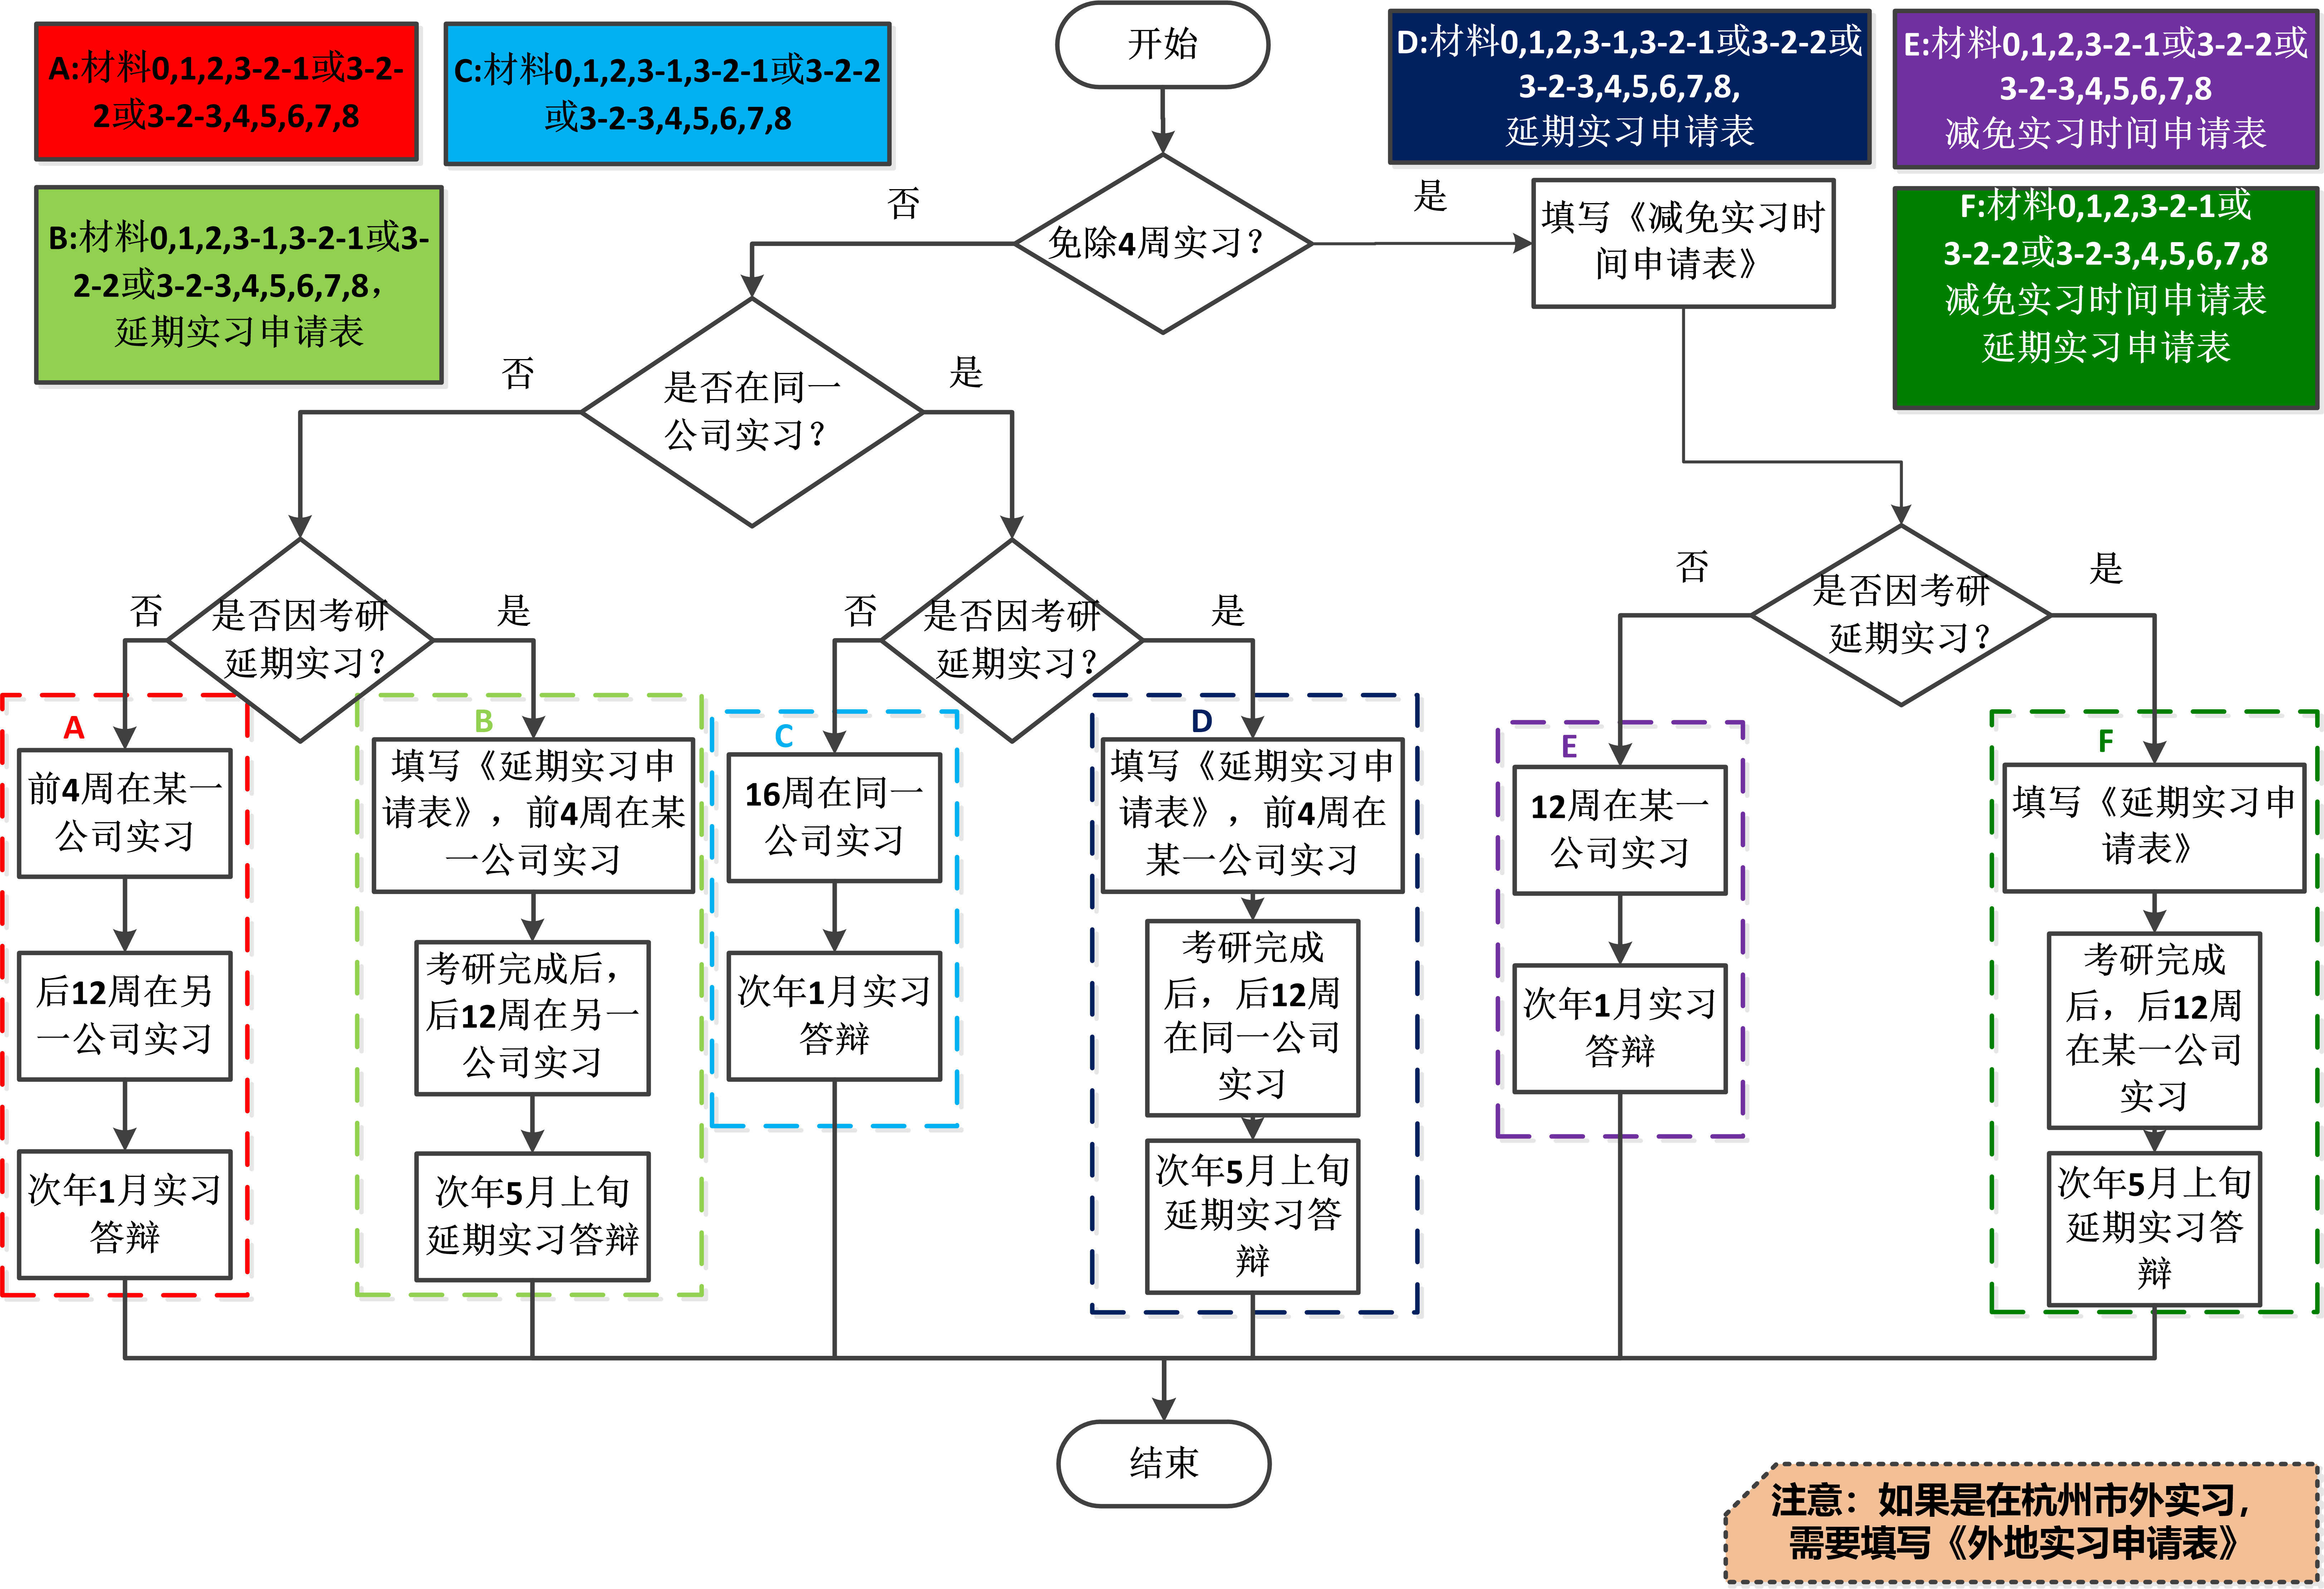 A:材料0,1,2,3-2-1或3-2-
2或3-2-3,4,5,6,7,8
C:材料0,1,2,3-1,3-2-1或3-2-2
或3-2-3,4,5,6,7,8
开始
D:材料0,1,2,3-1,3-2-1或3-2-2或
3-2-3,4,5,6,7,8,
延期实习申请表
E:材料0,1,2,3-2-1或3-2-2或
3-2-3,4,5,6,7,8
减免实习时间申请表
B:材料0,1,2,3-1,3-2-1或3-
2-2或3-2-3,4,5,6,7,8，
延期实习申请表
否
免除4周实习？
是
填写《减免实习时
间申请表》
F:材料0,1,2,3-2-1或
3-2-2或3-2-3,4,5,6,7,8
减免实习时间申请表
延期实习申请表
否
是否在同一
公司实习？
是
否
是否因考研
延期实习？
是
否
是否因考研
延期实习？
是
否
是否因考研
延期实习？
是
A
前4周在某一
公司实习
后12周在另
一公司实习
次年1月实习
答辩
B
填写《延期实习申
请表》，前4周在某
一公司实习
考研完成后，
后12周在另一
公司实习
次年5月上旬
延期实习答辩
C
16周在同一
公司实习
次年1月实习
答辩
D
填写《延期实习申
请表》，前4周在
某一公司实习
考研完成
后，后12周
在同一公司
实习
次年5月上旬
延期实习答
辩
E
12周在某一
公司实习
次年1月实习
答辩
F
填写《延期实习申
请表》
考研完成
后，后12周
在某一公司
实习
次年5月上旬
延期实习答
辩
结束
注意：如果是在杭州市外实习，
需要填写《外地实习申请表》